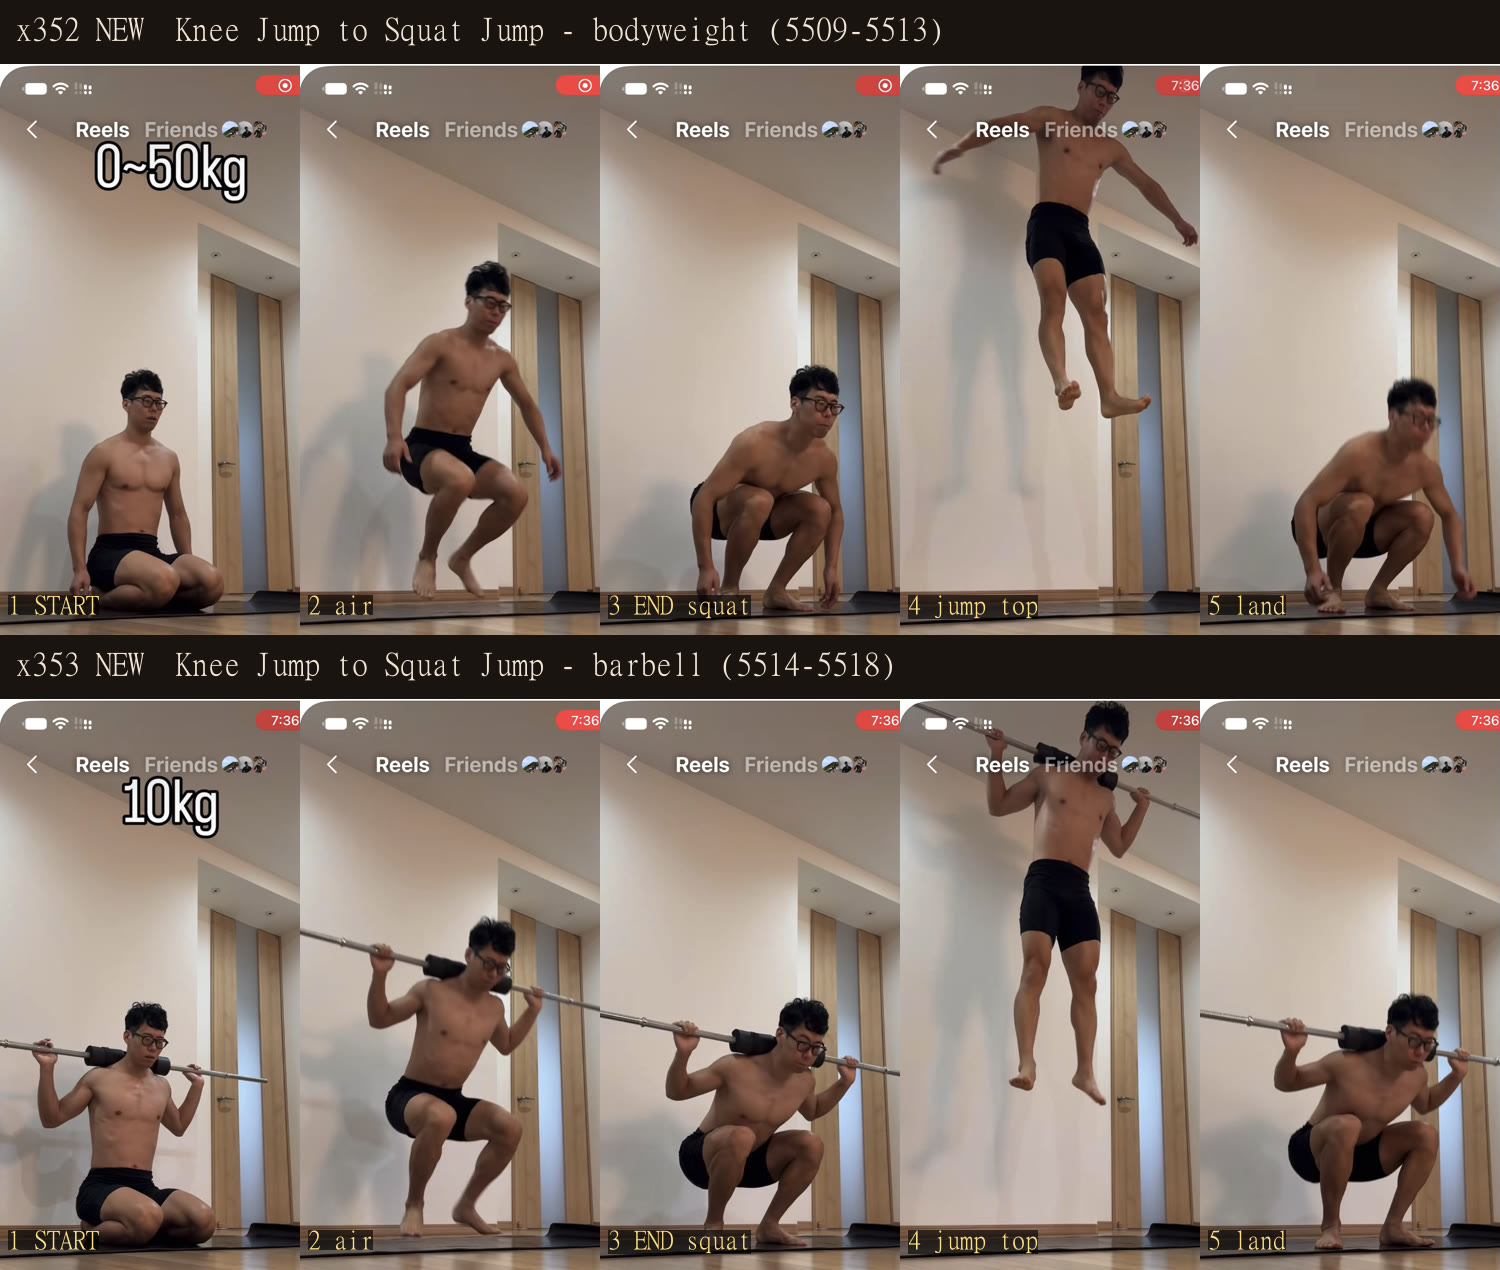 x352 NEW  Knee Jump to Squat Jump - bodyweight (5509-5513)
Reels Friends
0~50kg
1 START
Reels Friends
2 air
Reels Friends
3 END squat
7:36
Reels Friends
4 jump top
7:36
Reels Friends
5 land
x353 NEW  Knee Jump to Squat Jump - barbell (5514-5518)
7:36
Reels Friends
10kg
1 START
7:36
Reels Friends
2 air
7:36
Reels Friends
3 END squat
7:36
Reels Friends
4 jump top
7:36
Reels Friends
5 land